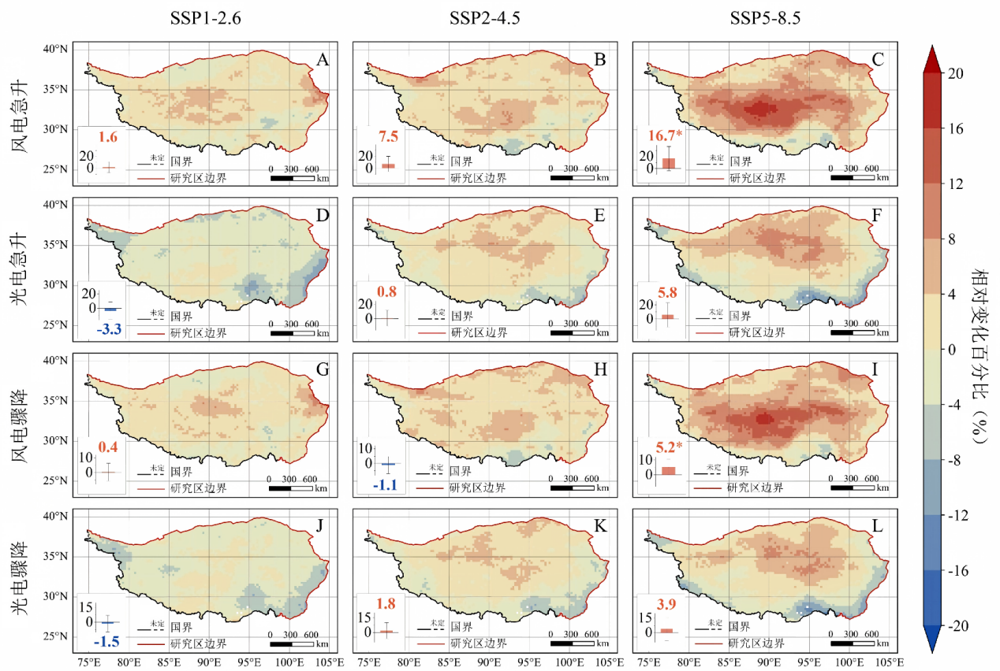 SSP1-2.6 SSP2-4.5 SSP5-8.5
风电急升
40°N
35°N
30°N
25°N
A
1.6
20
0
未定 国界
研究区边界
0 300 600
km
B
7.5
20
0
未定 国界
研究区边界
0 300 600
km
C
16.7*
20
0
未定 国界
研究区边界
0 300 600
km
光电急升
40°N
35°N
30°N
25°N
D
20
0
-3.3
未定 国界
研究区边界
0 300 600
km
E
0.8
20
0
未定 国界
研究区边界
0 300 600
km
F
5.8
20
0
未定 国界
研究区边界
0 300 600
km
风电骤降
40°N
35°N
30°N
25°N
G
0.4
10
0
未定 国界
研究区边界
0 300 600
km
H
10
0
-1.1
未定 国界
研究区边界
0 300 600
km
I
5.2*
10
0
未定 国界
研究区边界
0 300 600
km
光电骤降
40°N
35°N
30°N
25°N
J
15
0
-1.5
未定 国界
研究区边界
0 300 600
km
K
1.8
15
0
未定 国界
研究区边界
0 300 600
km
L
3.9
15
0
未定 国界
研究区边界
0 300 600
km
75°E 80°E 85°E 90°E 95°E 100°E 105°E
75°E 80°E 85°E 90°E 95°E 100°E 105°E
75°E 80°E 85°E 90°E 95°E 100°E 105°E
20
16
12
8
4
0
-4
-8
-12
-16
-20
相对变化百分比（%）